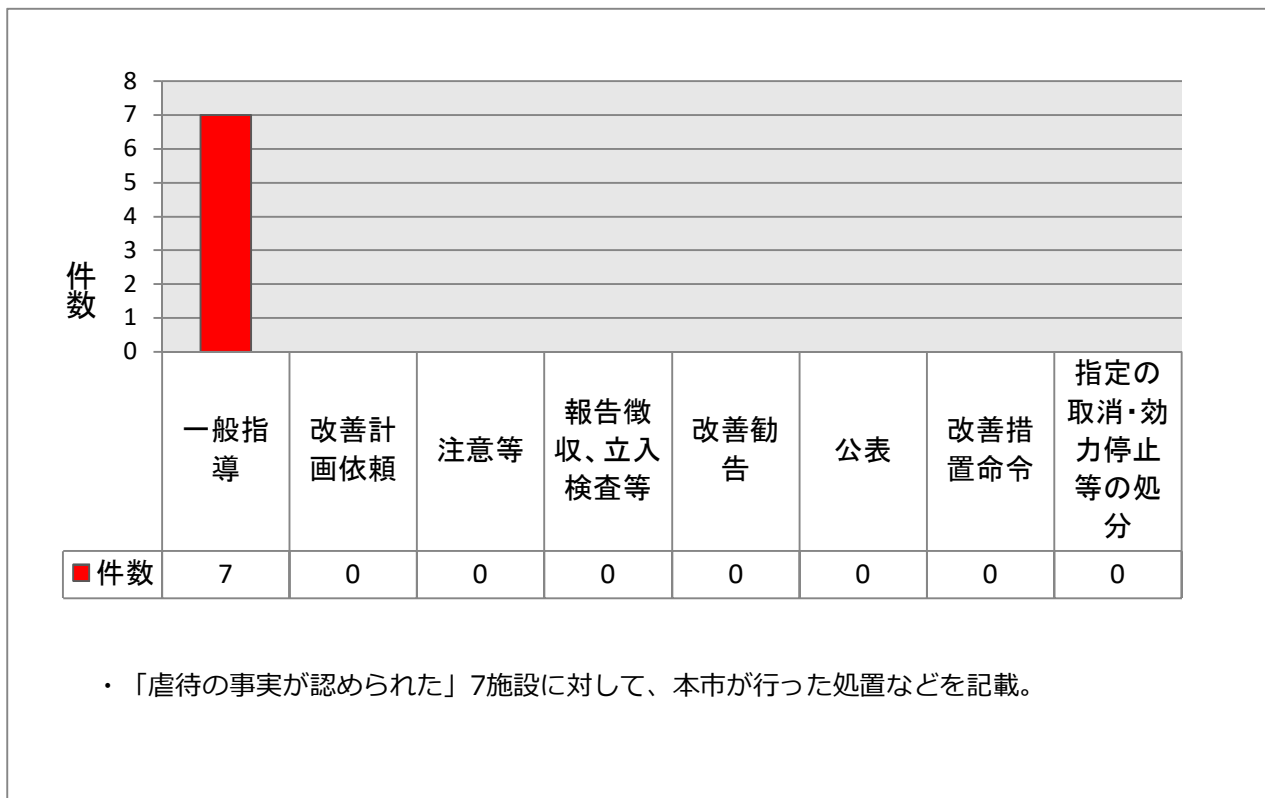 8
7
6
5
4
3
2
1
0
件数
一般指
導
改善計
画依頼
注意等
報告徴
収、立入
検査等
改善勧
告
公表
改善措
置命令
指定の
取消・効
力停止
等の処
分
件数 7 0 0 0 0 0 0 0
・「虐待の事実が認められた」7施設に対して、本市が行った処置などを記載。